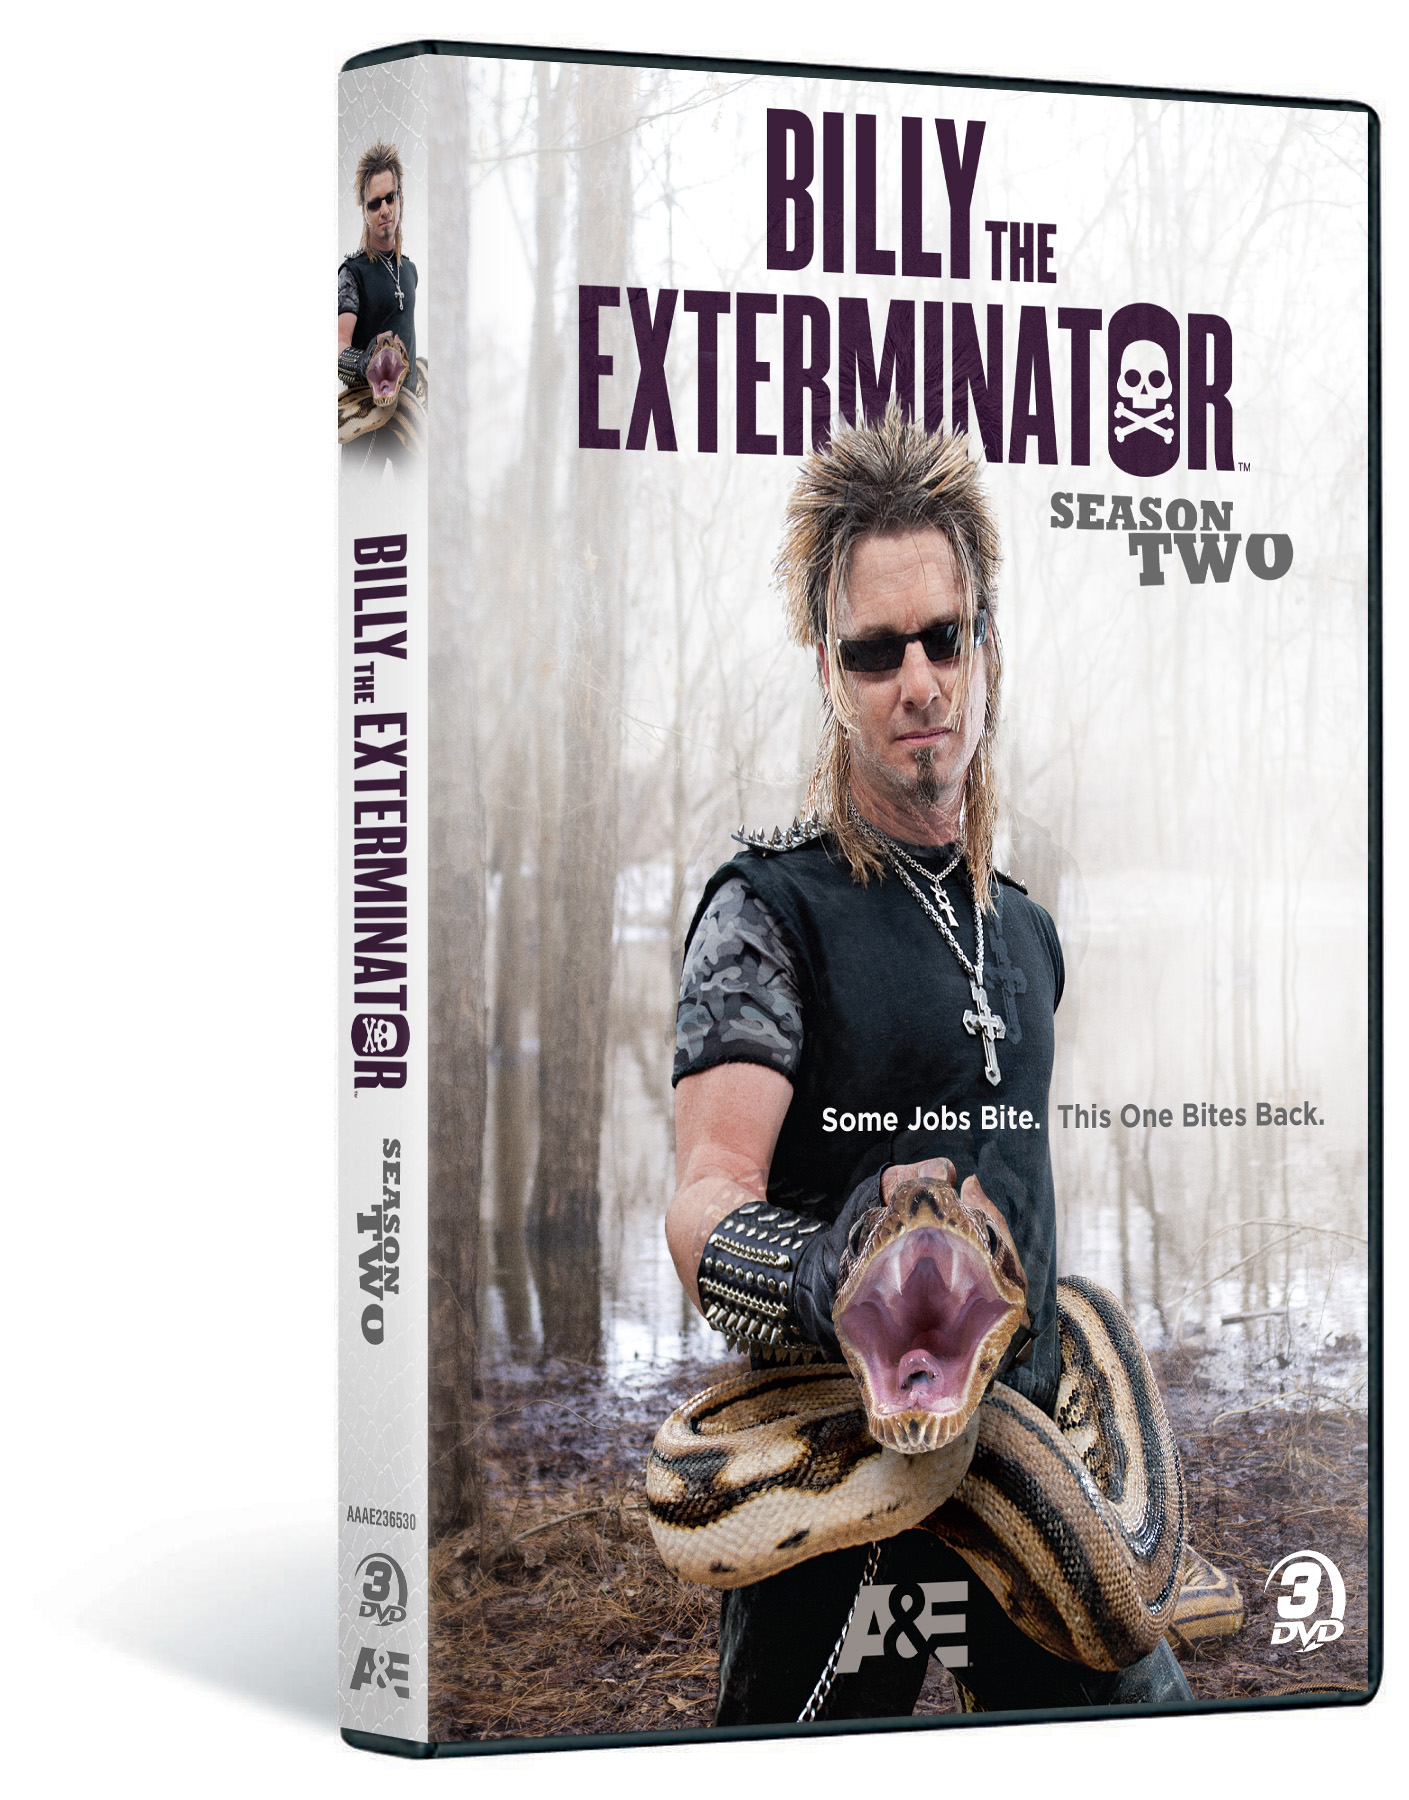 BILLY THE
EXTERMINATOR
™
SEASON
TWO
Some Jobs Bite. This One Bites Back.
A&E
3
DVD
BILLY THE EXTERMINATOR
SEASON
TWO
AAAE236530
3
DVD
A&E